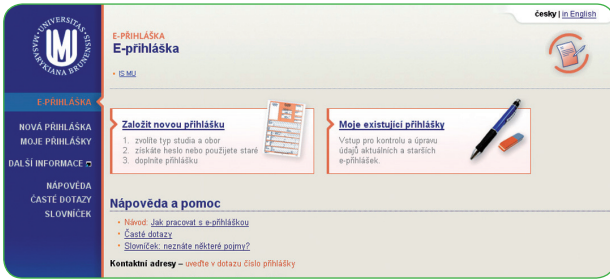 česky | in English
UNIVERSITAS
MASARYKIANA BRUNENSIS
E-PŘIHLÁŠKA
E-přihláška
IS MU
E-PŘIHLÁŠKA
NOVÁ PŘIHLÁŠKA
MOJE PŘIHLÁŠKY
DALŠÍ INFORMACE
NÁPOVĚDA
ČASTÉ DOTAZY
SLOVNÍČEK
Založit novou přihlášku
1. zvolíte typ studia a obor
2. získáte heslo nebo použijete staré
3. doplníte přihlášku
Moje existující přihlášky
Vstup pro kontrolu a úpravu
údajů aktuálních a starších
e-přihlášek.
Nápověda a pomoc
Návod: Jak pracovat s e-přihláškou
Časté dotazy
Slovníček: neznáte některé pojmy?
Kontaktní adresy – uveďte v dotazu číslo přihlášky